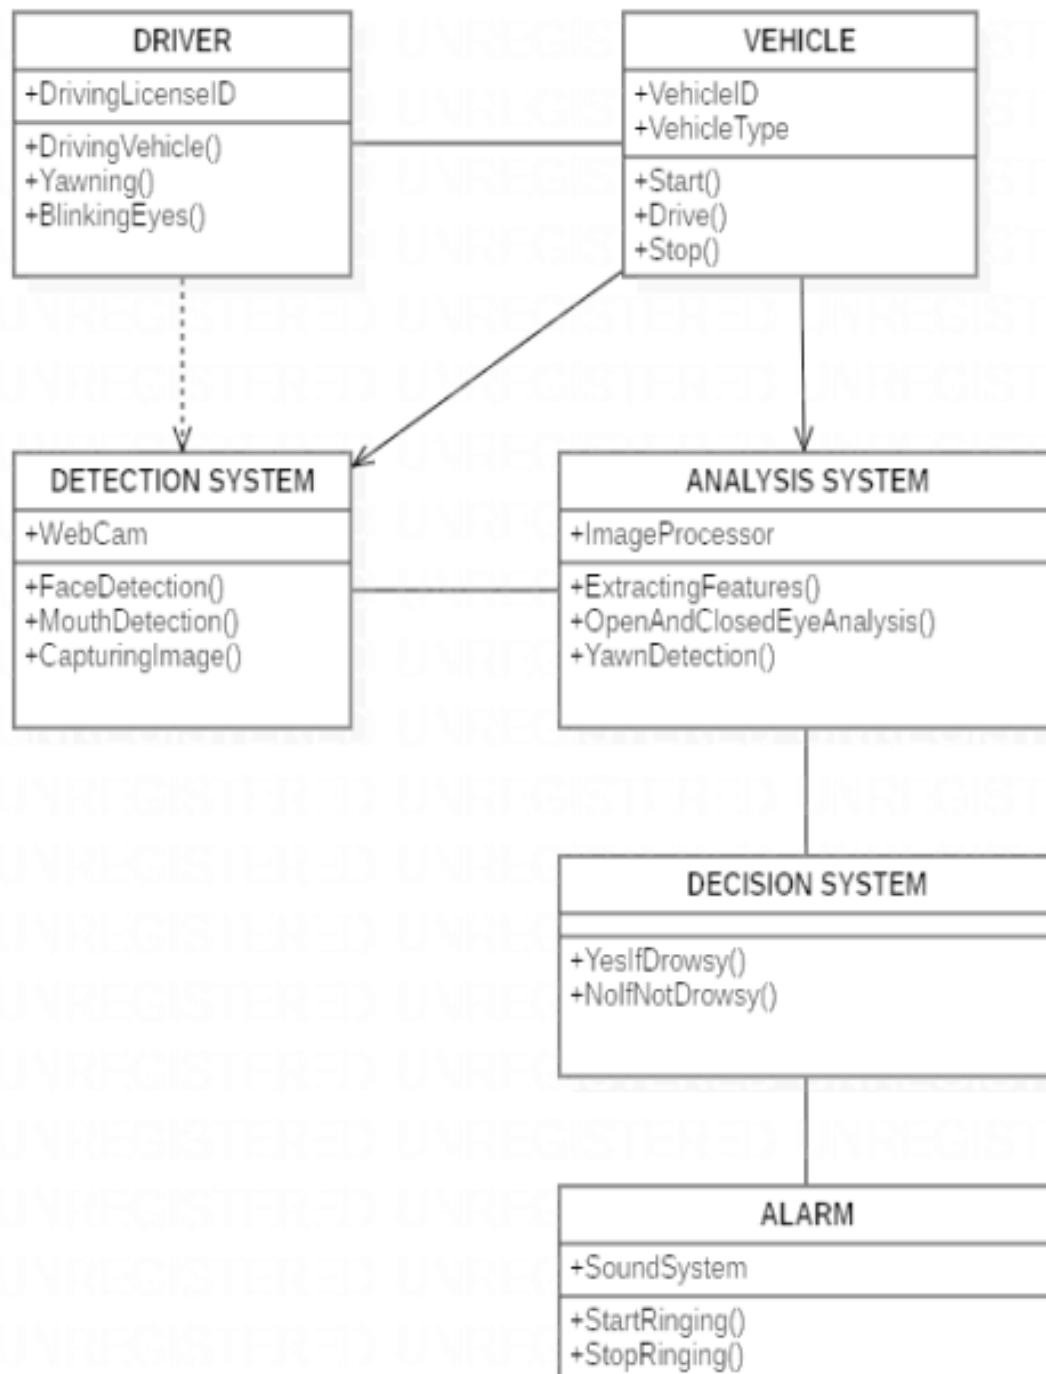 DRIVER
+DrivingLicenseID
+DrivingVehicle()
+Yawning()
+BlinkingEyes()
VEHICLE
+VehicleID
+VehicleType
+Start()
+Drive()
+Stop()
DETECTION SYSTEM
+WebCam
+FaceDetection()
+MouthDetection()
+CapturingImage()
ANALYSIS SYSTEM
+ImageProcessor
+ExtractingFeatures()
+OpenAndClosedEyeAnalysis()
+YawnDetection()
DECISION SYSTEM
+YesIfDrowsy()
+NoIfNotDrowsy()
ALARM
+SoundSystem
+StartRinging()
+StopRinging()